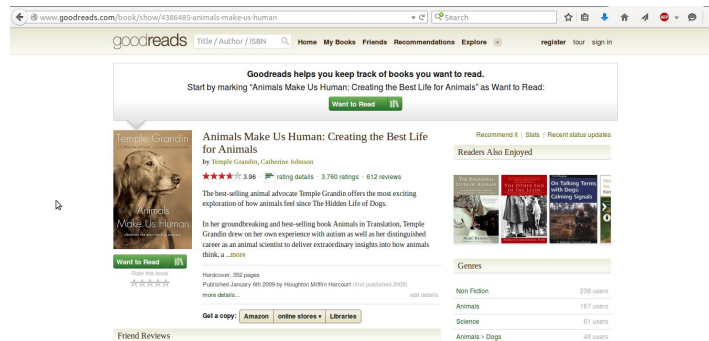 www.goodreads.com/book/show/4386485-animals-make-us-human
Search
ABP
goodreads
Title / Author / ISBN
Home My Books Friends Recommendations Explore
register tour sign in
Goodreads helps you keep track of books you want to read.
Start by marking “Animals Make Us Human: Creating the Best Life for Animals” as Want to Read:
Want to Read
Temple Grandin
Animals
Make Us Human
Want to Read
Rate this book
Animals Make Us Human: Creating the Best Life
for Animals
by Temple Grandin, Catherine Johnson
3.96 · rating details · 3,760 ratings · 612 reviews
The best-selling animal advocate Temple Grandin offers the most exciting
exploration of how animals feel since The Hidden Life of Dogs.
In her groundbreaking and best-selling book Animals in Translation, Temple
Grandin drew on her own experience with autism as well as her distinguished
career as an animal scientist to deliver extraordinary insights into how animals
think, a ...more
Hardcover, 352 pages
Published January 6th 2009 by Houghton Mifflin Harcourt (first published 2009)
more details...
edit details
Get a copy: Amazon online stores ▾ Libraries
Friend Reviews
Recommend it | Stats | Recent status updates
Readers Also Enjoyed
The Emotional
Lives of Animals
Marc Bekoff
The Other End
of the Leash
On Talking Terms
with Dogs:
Calming Signals
Genres
Non Fiction 238 users
Animals 167 users
Science 61 users
Animals > Dogs 48 users